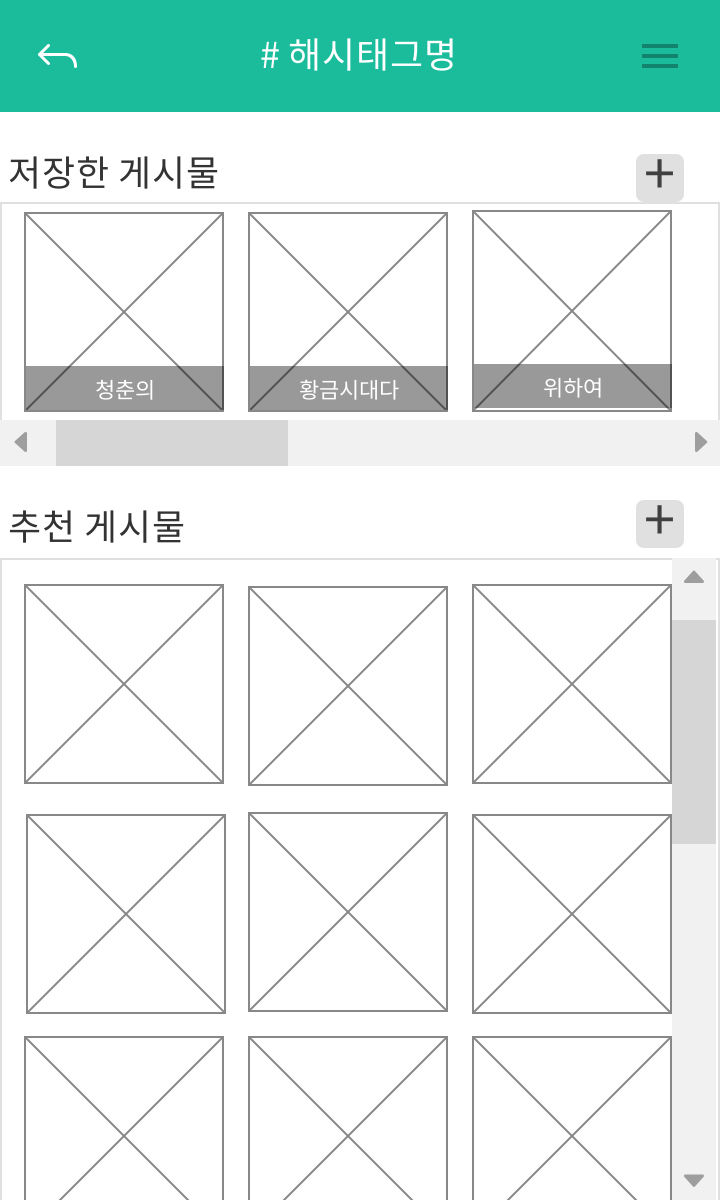 # 해시태그명
저장한 게시물
청춘의
황금시대다
위하여
추천 게시물